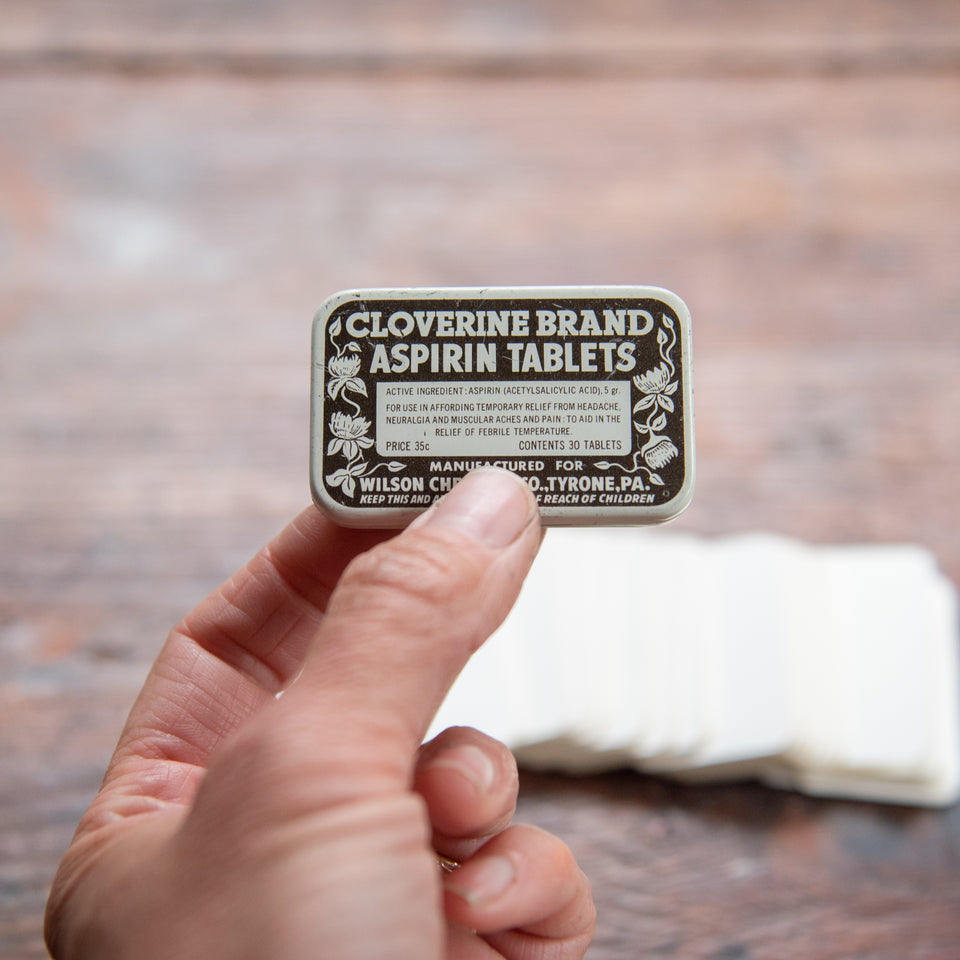 CLOVERINE BRAND
ASPIRIN TABLETS
ACTIVE INGREDIENT: ASPIRIN (ACETYLSALICYLIC ACID), 5 gr.
FOR USE IN AFFORDING TEMPORARY RELIEF FROM HEADACHE,
NEURALGIA AND MUSCULAR ACHES AND PAIN: TO AID IN THE
RELIEF OF FEBRILE TEMPERATURE.
PRICE 35c CONTENTS 30 TABLETS
MANUFACTURED FOR
WILSON TYRONE, PA.
KEEP THIS AND REACH OF CHILDREN